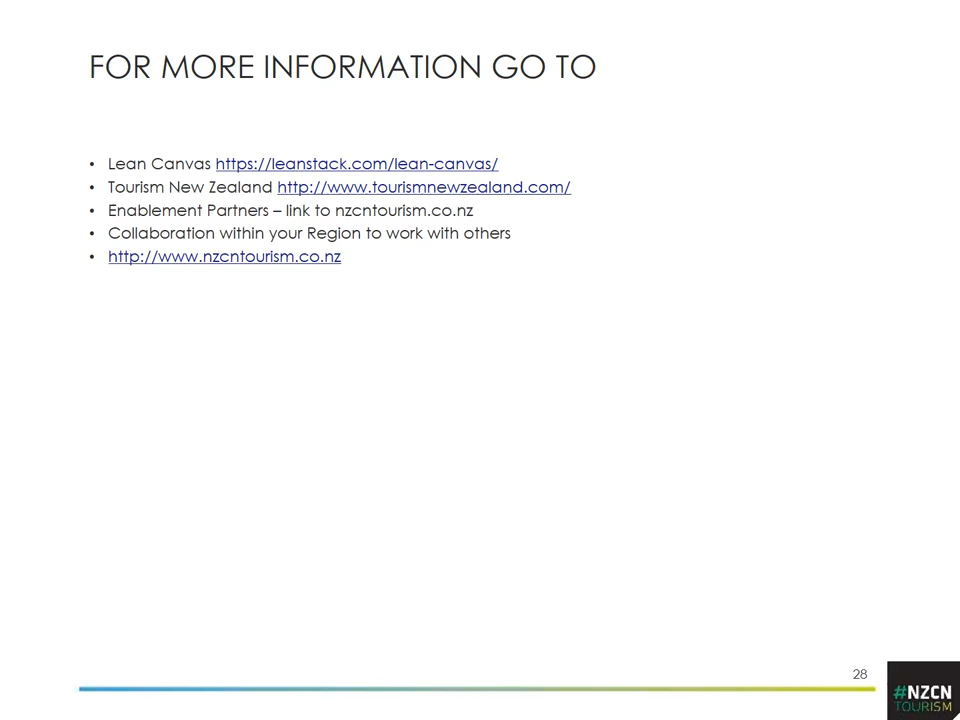 FOR MORE INFORMATION GO TO
• Lean Canvas https://leanstack.com/lean-canvas/
• Tourism New Zealand http://www.tourismnewzealand.com/
• Enablement Partners – link to nzcntourism.co.nz
• Collaboration within your Region to work with others
• http://www.nzcntourism.co.nz
28
#NZCN
TOURISM